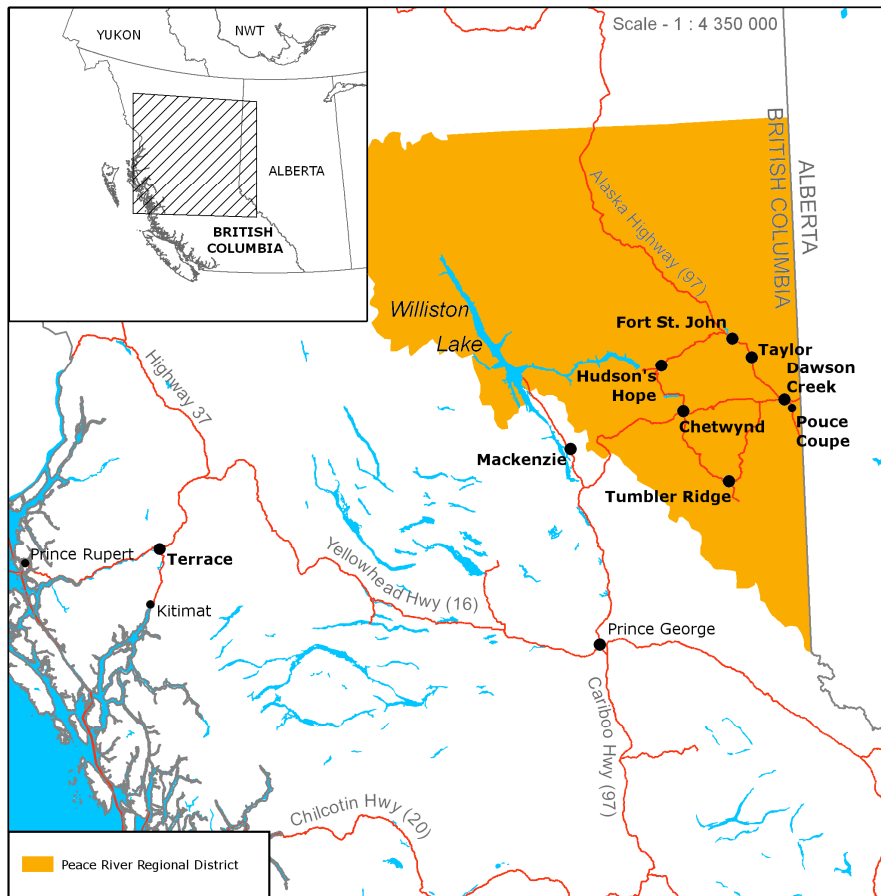 YUKON
NWT
ALBERTA
BRITISH
COLUMBIA
Scale - 1 : 4 350 000
BRITISH COLUMBIA
ALBERTA
Alaska Highway (97)
Williston
Lake
Fort St. John
Taylor
Dawson
Creek
Hudson's
Hope
Pouce
Coupe
Chetwynd
Highway 37
Mackenzie
Tumbler Ridge
Prince Rupert
Terrace
Yellowhead Hwy (16)
Kitimat
Prince George
Cariboo Hwy (97)
Chilcotin Hwy (20)
Peace River Regional District